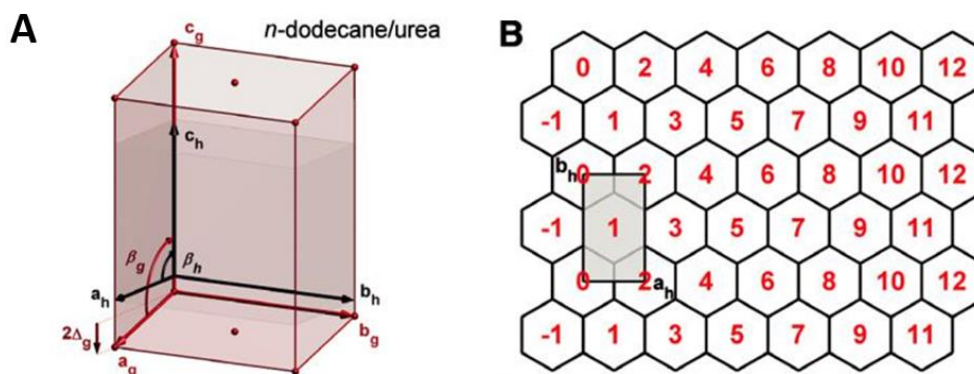 A
n-dodecane/urea
c_g
c_h
β_g
β_h
a_h
b_h
2Δ_g
a_g
b_g
B
0 2 4 6 8 10 12
-1 1 3 5 7 9 11
b_h 0 2 4 6 8 10 12
-1 1 3 5 7 9 11
0 2 a_h 4 6 8 10 12
-1 1 3 5 7 9 11